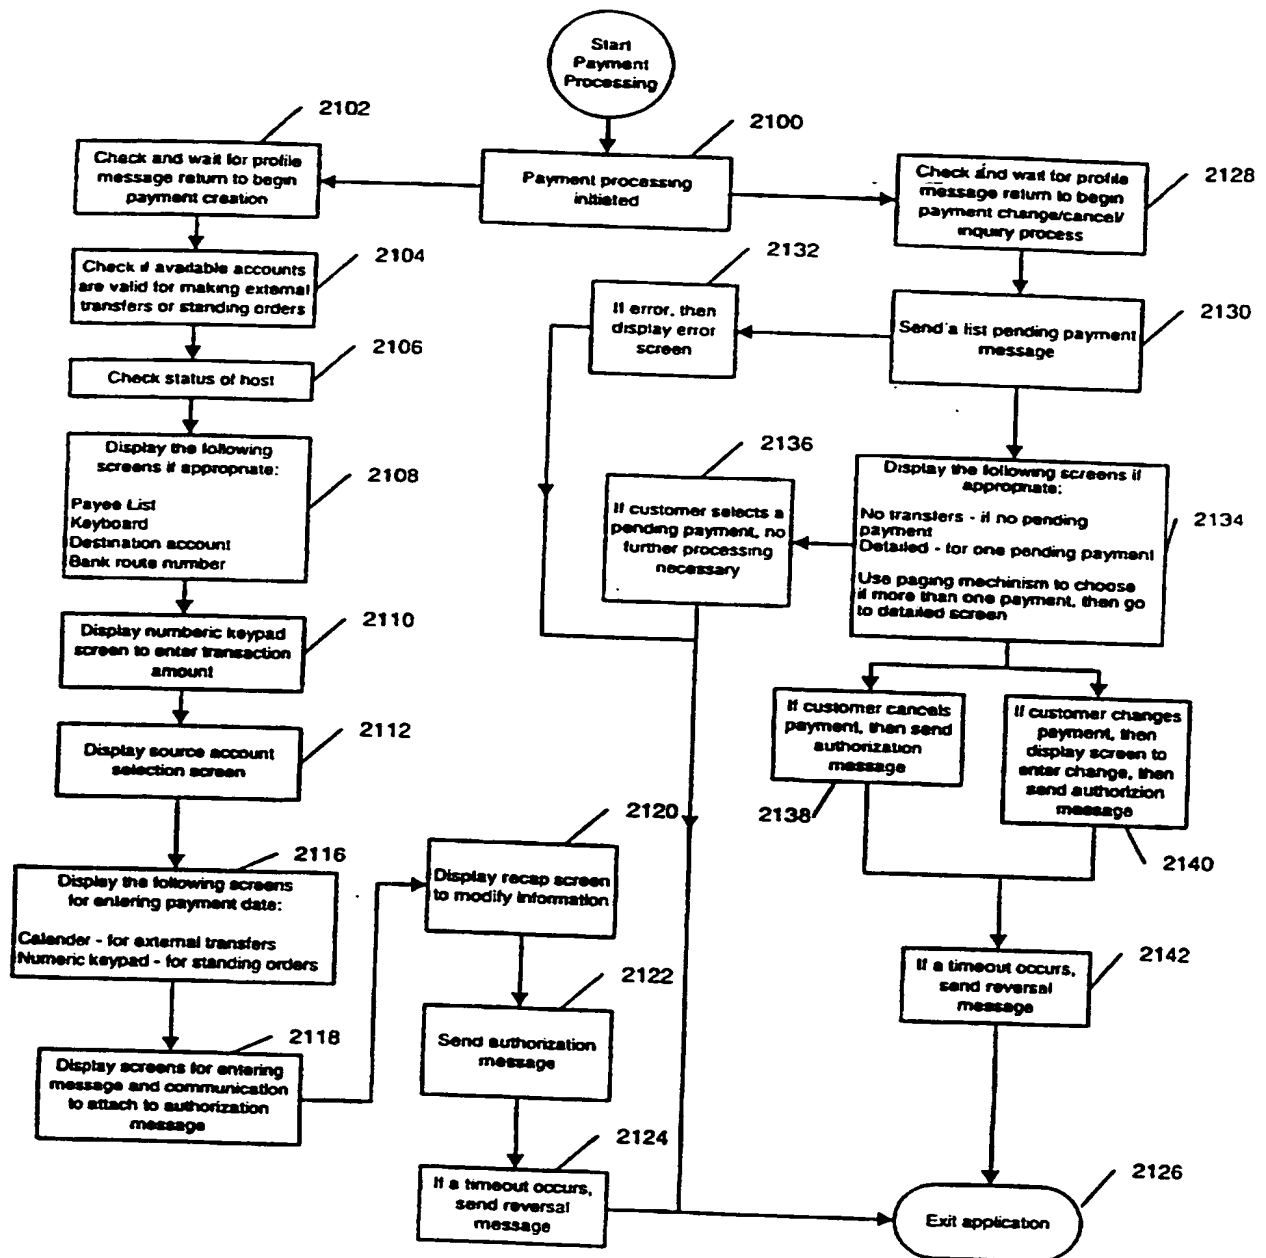 Start
Payment
Processing
2100
Payment processing
initiated
2102
Check and wait for profile
message return to begin
payment creation
2104
Check if available accounts
are valid for making external
transfers or standing orders
2106
Check status of host
2108
Display the following
screens if appropriate:
Payee List
Keyboard
Destination account
Bank route number
2110
Display numberic keypad
screen to enter transaction
amount
2112
Display source account
selection screen
2116
Display the following screens
for entering payment date:
Calender - for external transfers
Numeric keypad - for standing orders
2118
Display screens for entering
message and communication
to attach to authorization
message
2120
Display recap screen
to modify information
2122
Send authorization
message
2124
If a timeout occurs,
send reversal
message
2128
Check and wait for profile
message return to begin
payment change/cancel/
inquiry process
2130
Send a list pending payment
message
2132
If error, then
display error
screen
2134
Display the following screens if
appropriate:
No transfers - if no pending
payment
Detailed - for one pending payment
Use paging mechinism to choose
if more than one payment, then go
to detailed screen
2136
If customer selects a
pending payment, no
further processing
necessary
If customer cancels
payment, then send
authorization
message
2138
If customer changes
payment, then
display screen to
enter change, then
send authorizion
message
2140
2142
If a timeout occurs,
send reversal
message
2126
Exit application